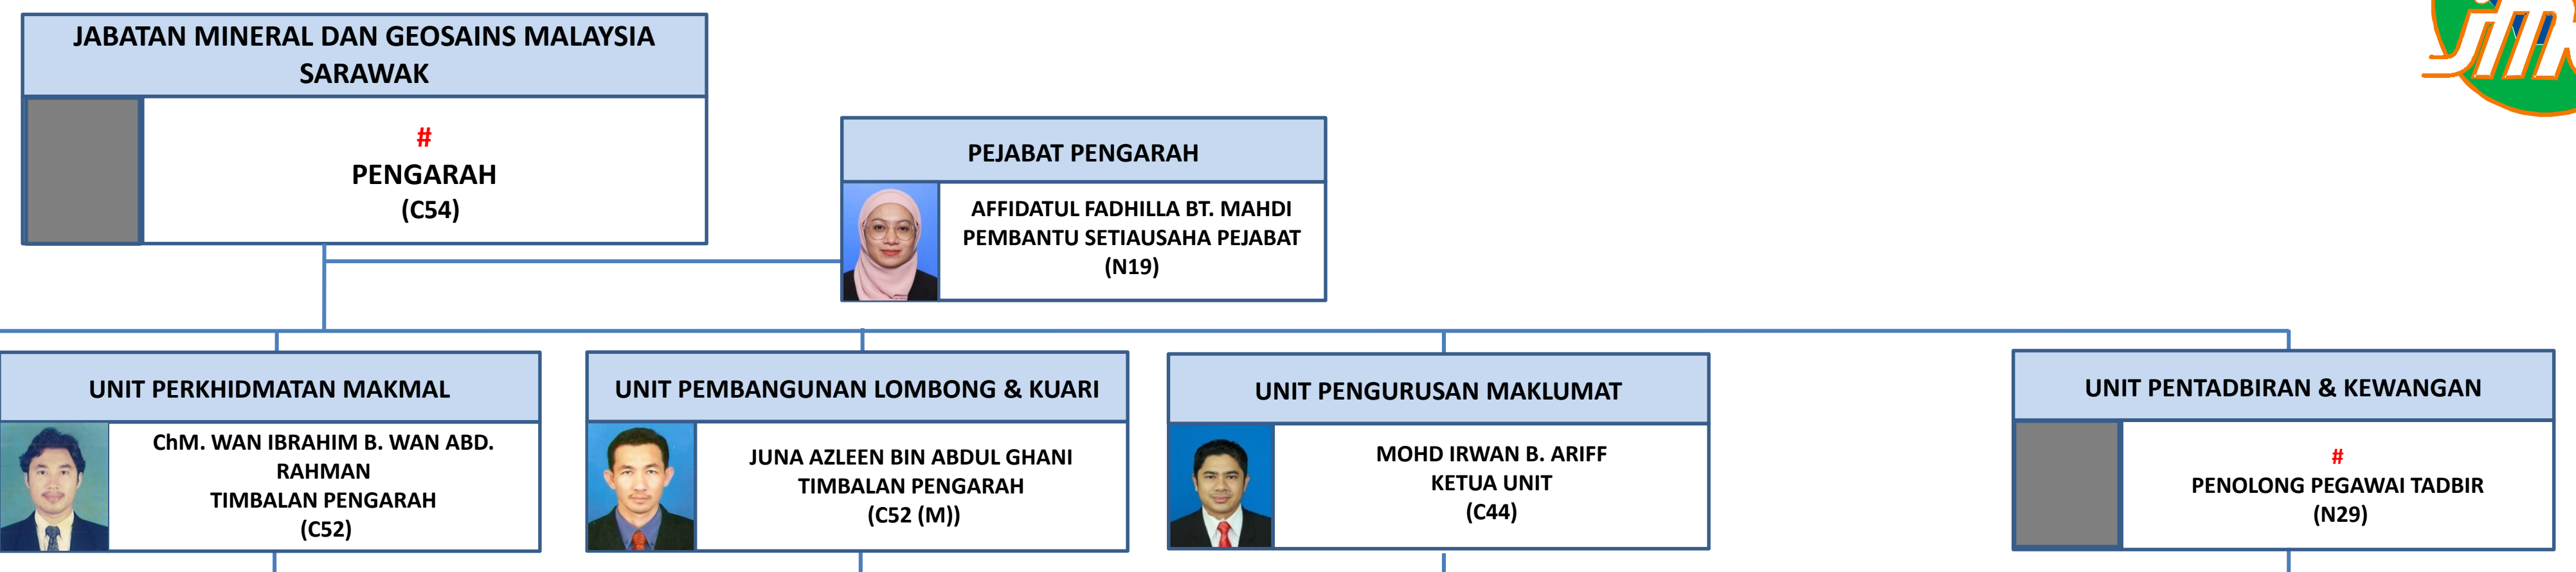 JABATAN MINERAL DAN GEOSAINS MALAYSIA
SARAWAK
#
PENGARAH
(C54)
PEJABAT PENGARAH
AFFIDATUL FADHILLA BT. MAHDI
PEMBANTU SETIAUSAHA PEJABAT
(N19)
UNIT PERKHIDMATAN MAKMAL
ChM. WAN IBRAHIM B. WAN ABD.
RAHMAN
TIMBALAN PENGARAH
(C52)
UNIT PEMBANGUNAN LOMBONG & KUARI
JUNA AZLEEN BIN ABDUL GHANI
TIMBALAN PENGARAH
(C52 (M))
UNIT PENGURUSAN MAKLUMAT
MOHD IRWAN B. ARIFF
KETUA UNIT
(C44)
UNIT PENTADBIRAN & KEWANGAN
#
PENOLONG PEGAWAI TADBIR
(N29)